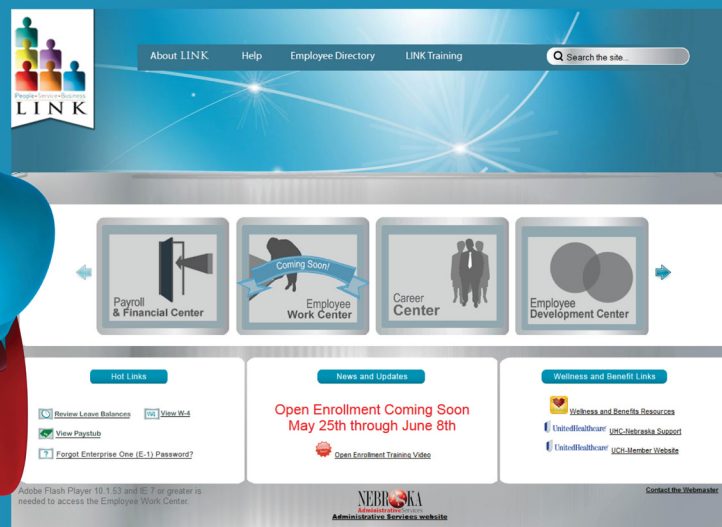 People•Service•Business
LINK
About LINK
Help
Employee Directory
LINK Training
Search the site...
Payroll
& Financial Center
Coming Soon!
Employee
Work Center
Career
Center
Employee
Development Center
Hot Links
Review Leave Balances
W4
View W-4
View Paystub
?
Forgot Enterprise One (E-1) Password?
News and Updates
Open Enrollment Coming Soon
May 25th through June 8th
Open Enrollment Training Video
Wellness and Benefit Links
Wellness and Benefits Resources
UnitedHealthcare
UHC-Nebraska Support
UnitedHealthcare
UCH-Member Website
Adobe Flash Player 10.1.53 and IE 7 or greater is
needed to access the Employee Work Center.
NEBRASKA
Administrative Services
Administrative Services website
Contact the Webmaster